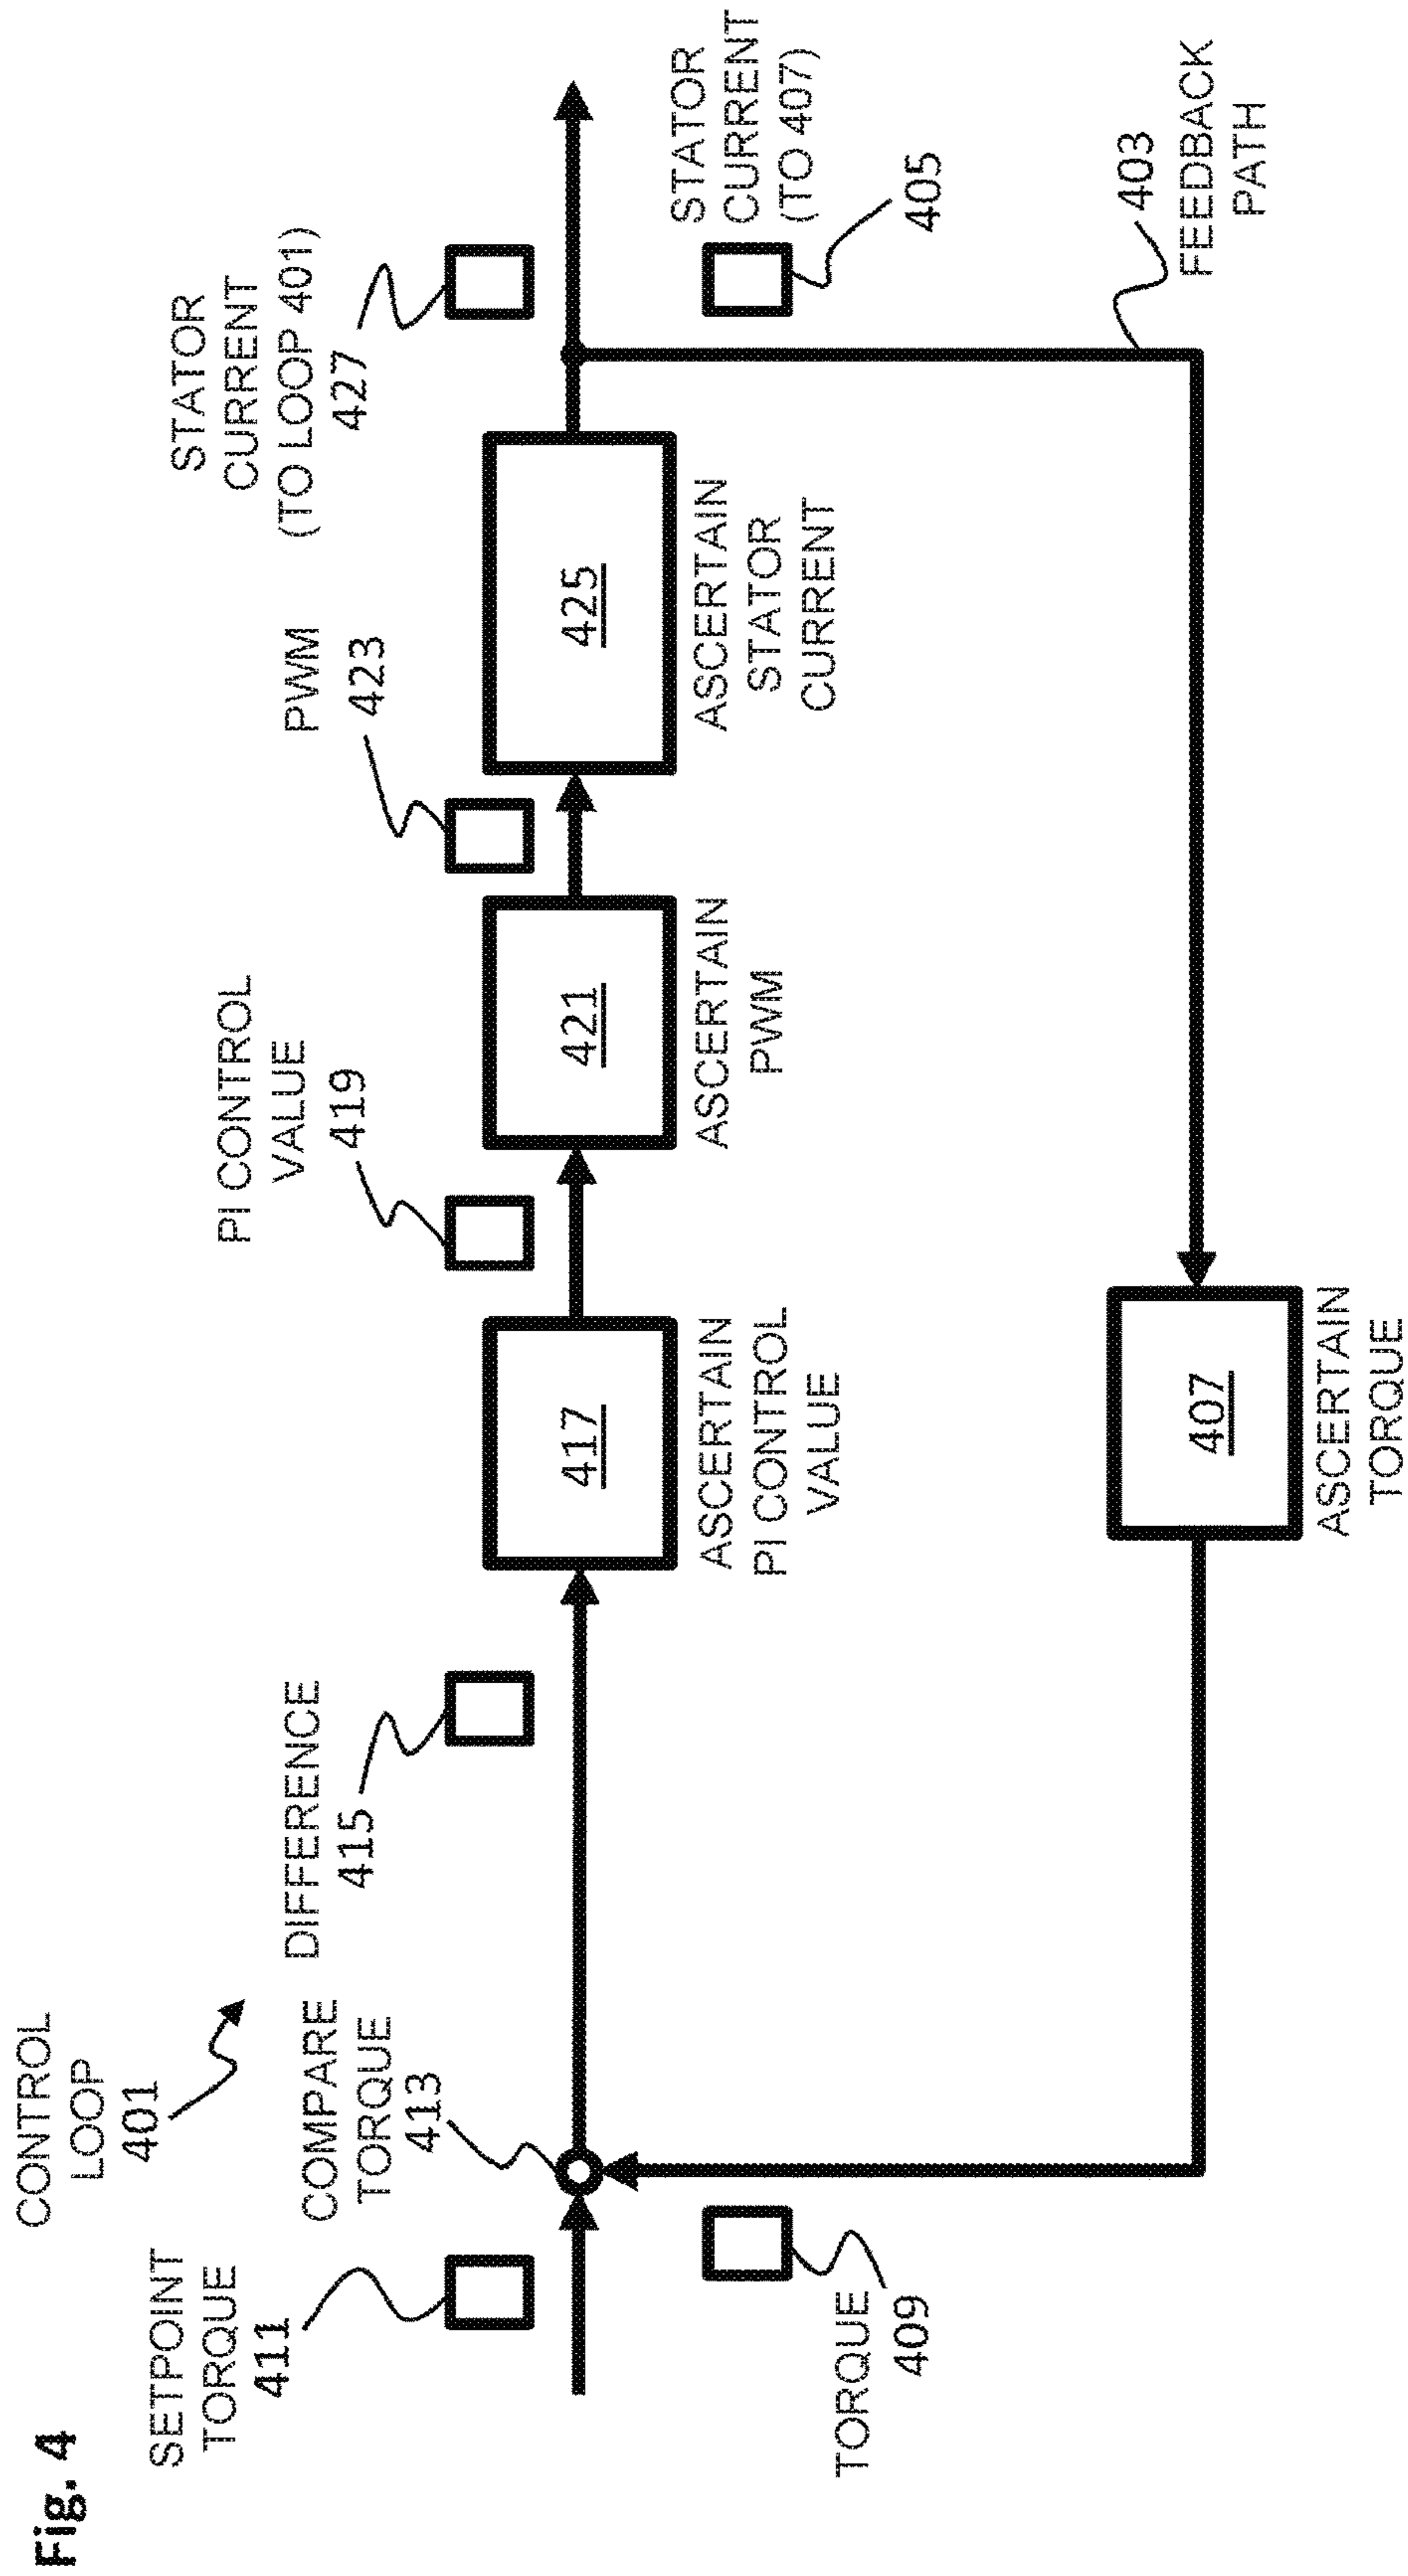 Fig. 4
CONTROL
LOOP
401
SETPOINT
TORQUE
411
COMPARE
TORQUE
413
DIFFERENCE
415
PI CONTROL
VALUE
419
PWM
423
STATOR
CURRENT
(TO LOOP 401)
427
417
ASCERTAIN
PI CONTROL
VALUE
421
ASCERTAIN
PWM
425
ASCERTAIN
STATOR
CURRENT
STATOR
CURRENT
(TO 407)
405
TORQUE
409
407
ASCERTAIN
TORQUE
403
FEEDBACK
PATH